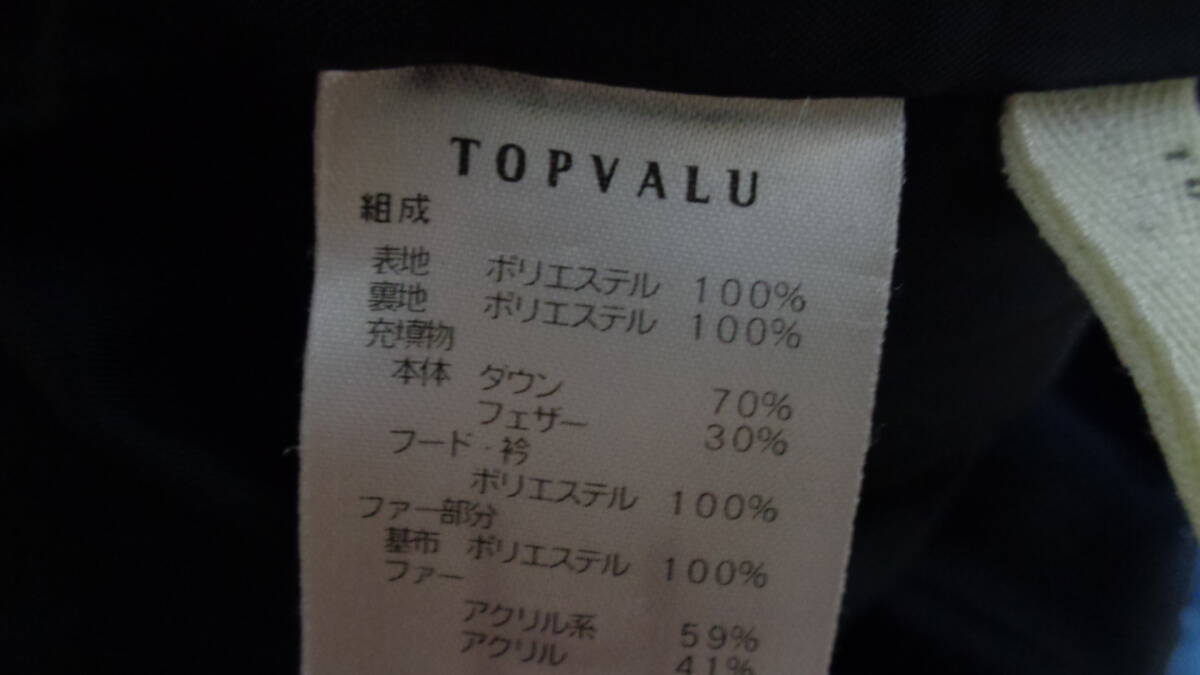 TOPVALU
組成
表地 ポリエステル 100%
裏地 ポリエステル 100%
充填物
本体 ダウン 70%
フェザー 30%
フード・衿
ポリエステル 100%
ファー部分
基布 ポリエステル 100%
ファー
アクリル系 59%
アクリル 41%